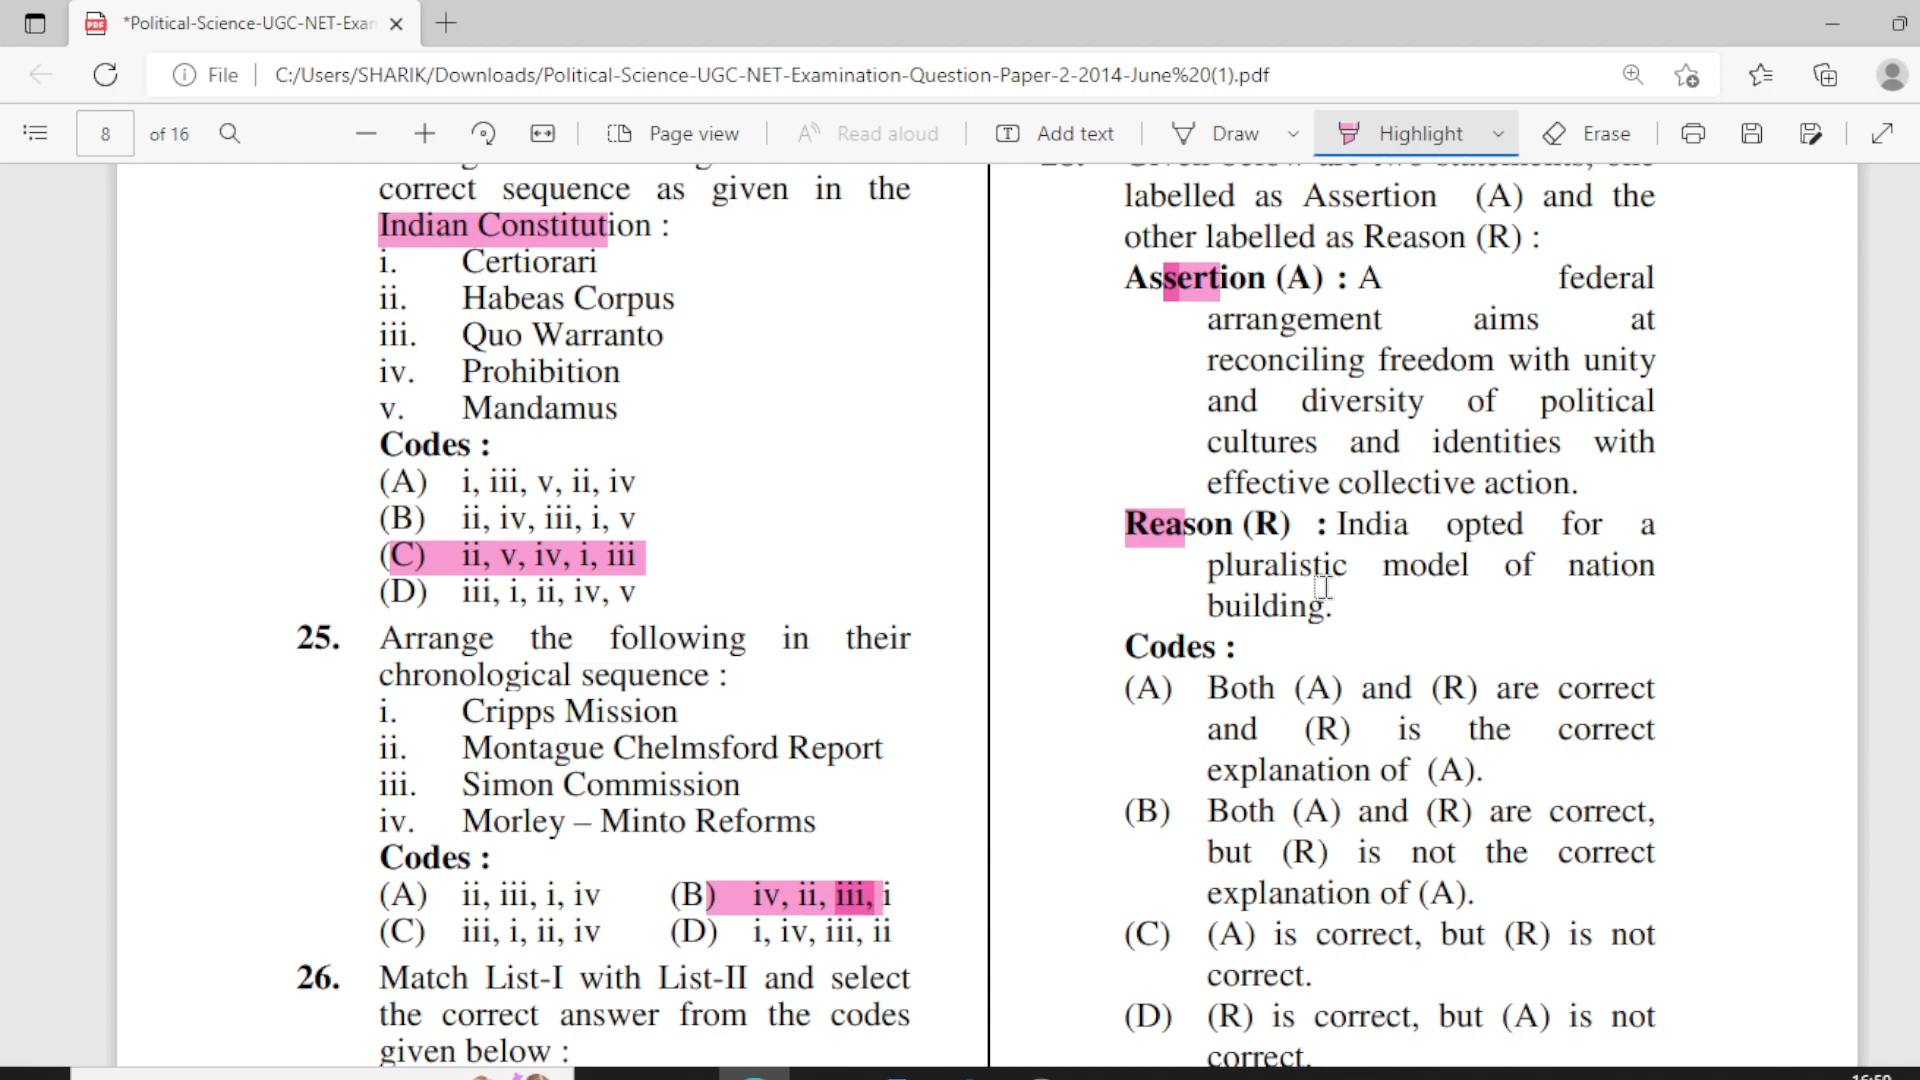 *Political-Science-UGC-NET-Exam
File
C:/Users/SHARIK/Downloads/Political-Science-UGC-NET-Examination-Question-Paper-2-2014-June%20(1).pdf
8 of 16
Page view
Read aloud
Add text
Draw
Highlight
Erase
correct sequence as given in the
Indian Constitution :
i. Certiorari
ii. Habeas Corpus
iii. Quo Warranto
iv. Prohibition
v. Mandamus
Codes :
(A) i, iii, v, ii, iv
(B) ii, iv, iii, i, v
(C) ii, v, iv, i, iii
(D) iii, i, ii, iv, v
25. Arrange the following in their
chronological sequence :
i. Cripps Mission
ii. Montague Chelmsford Report
iii. Simon Commission
iv. Morley – Minto Reforms
Codes :
(A) ii, iii, i, iv (B) iv, ii, iii, i
(C) iii, i, ii, iv (D) i, iv, iii, ii
26. Match List-I with List-II and select
the correct answer from the codes
given below :
labelled as Assertion (A) and the
other labelled as Reason (R) :
Assertion (A) : A federal
arrangement aims at
reconciling freedom with unity
and diversity of political
cultures and identities with
effective collective action.
Reason (R) : India opted for a
pluralistic model of nation
building.
Codes :
(A) Both (A) and (R) are correct
and (R) is the correct
explanation of (A).
(B) Both (A) and (R) are correct,
but (R) is not the correct
explanation of (A).
(C) (A) is correct, but (R) is not
correct.
(D) (R) is correct, but (A) is not
correct.